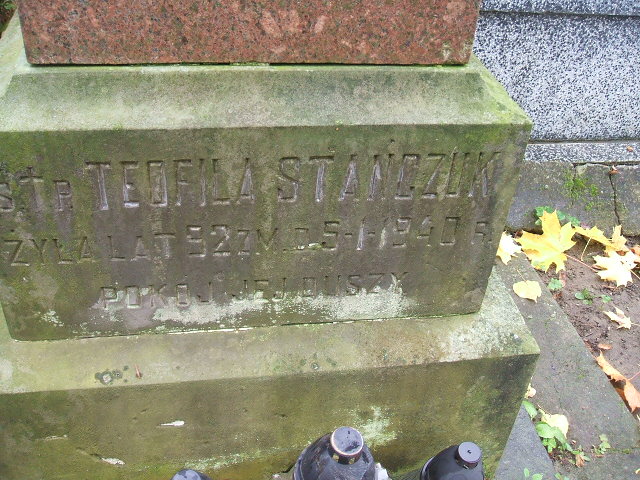 S†P. TEOFILA STAŃCZUK
ŻYŁA LAT 52 ZM. D. 5-I-1940 R.
POKÓJ JEJ DUSZY